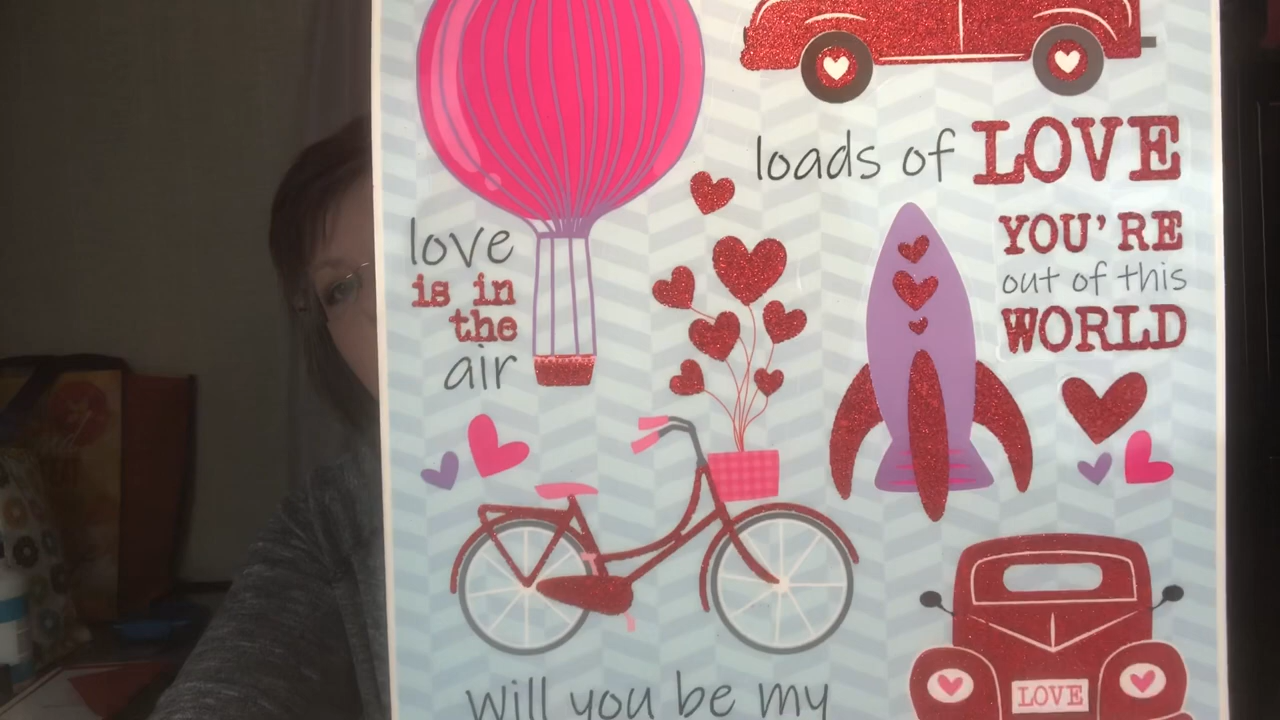 loads of LOVE
love
is in
the
air
YOU'RE
out of this
WORLD
will you be my
LOVE